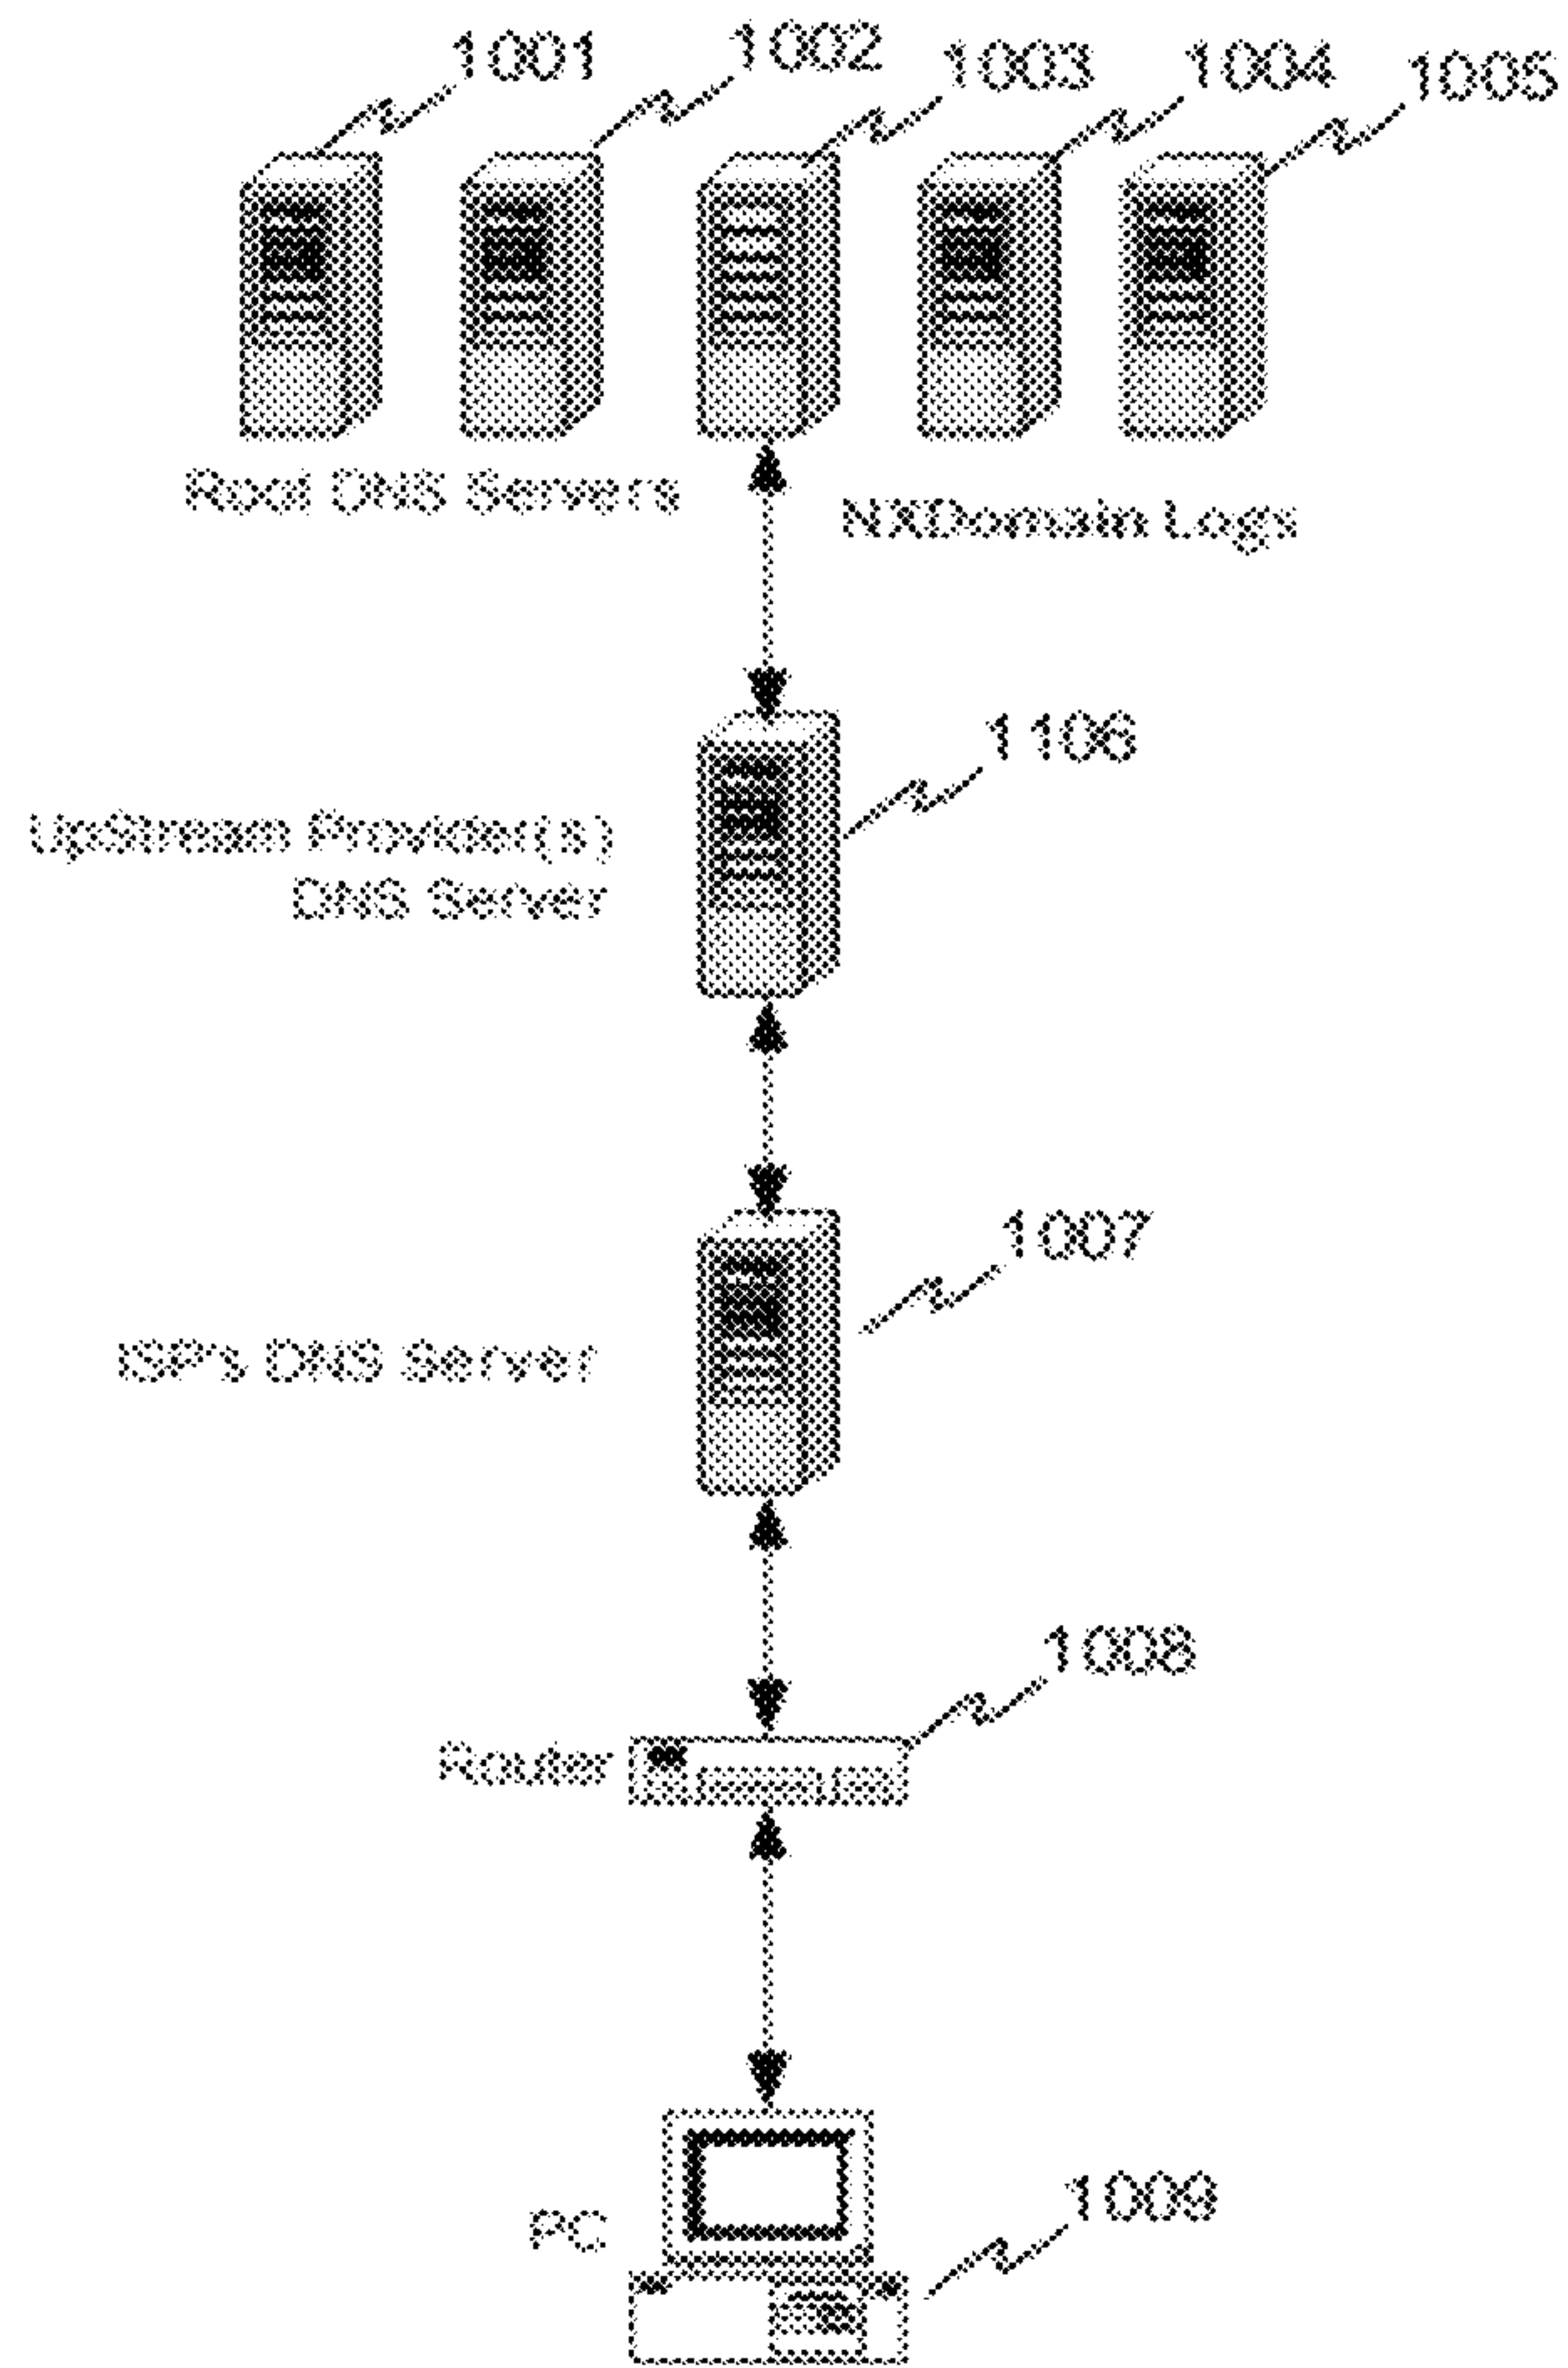 1001
1002
1003
1004
1005
Root DNS Servers
NXDomain Logs
1106
UpStream Provider(s)
DNS Server
1007
ISP's DNS Server
1008
Router
1009
PC